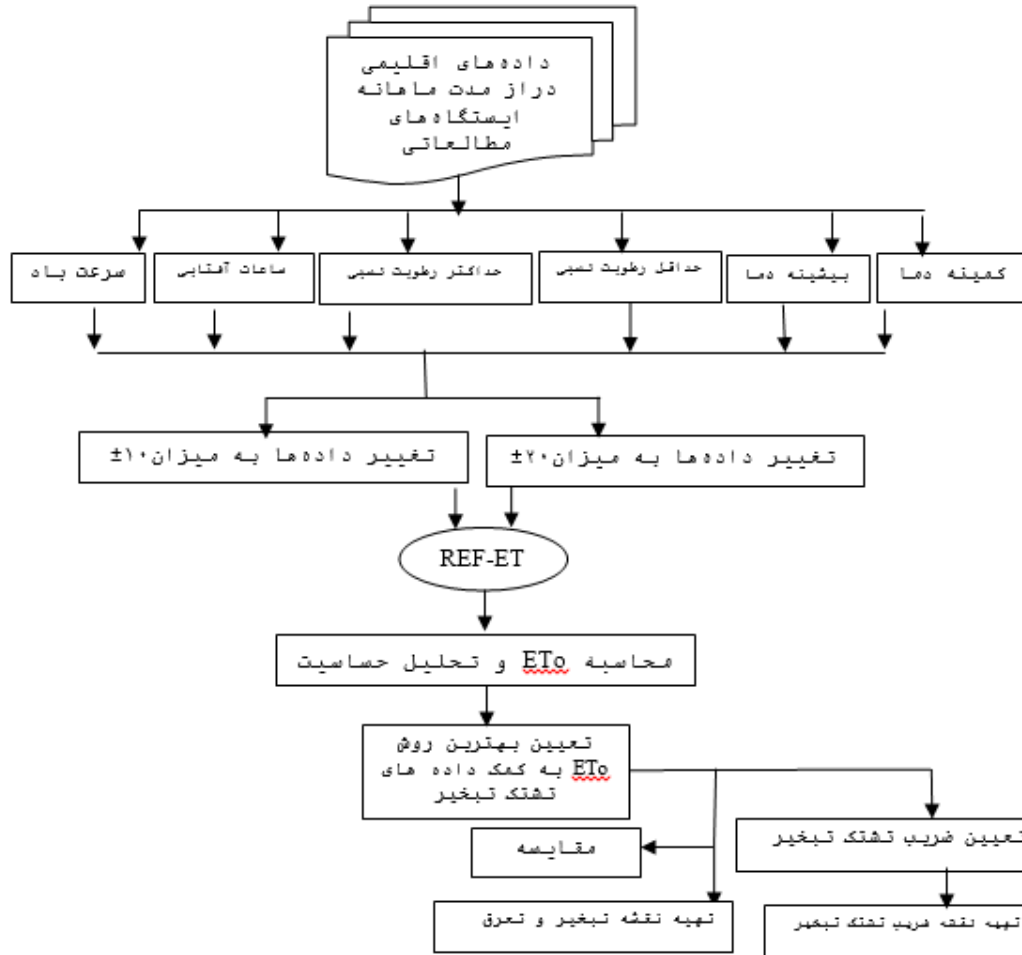 داده‌های اقلیمی
دراز مدت ماهانه
ایستگاه‌های
مطالعاتی
کمینه دما
بیشینه دما
حداقل رطوبت نسبی
حداکثر رطوبت نسبی
ساعات آفتابی
سرعت باد
تغییر داده‌ها به میزان۲۰±
تغییر داده‌ها به میزان۱۰±
REF-ET
محاسبه ETo و تحلیل حساسیت
تعیین بهترین روش
ETo به کمک داده های
تشتک تبخیر
تعیین ضریب تشتک تبخیر
مقایسه
تهیه نقشه ضریب تشتک تبخیر
تهیه نقشه تبخیر و تعرق